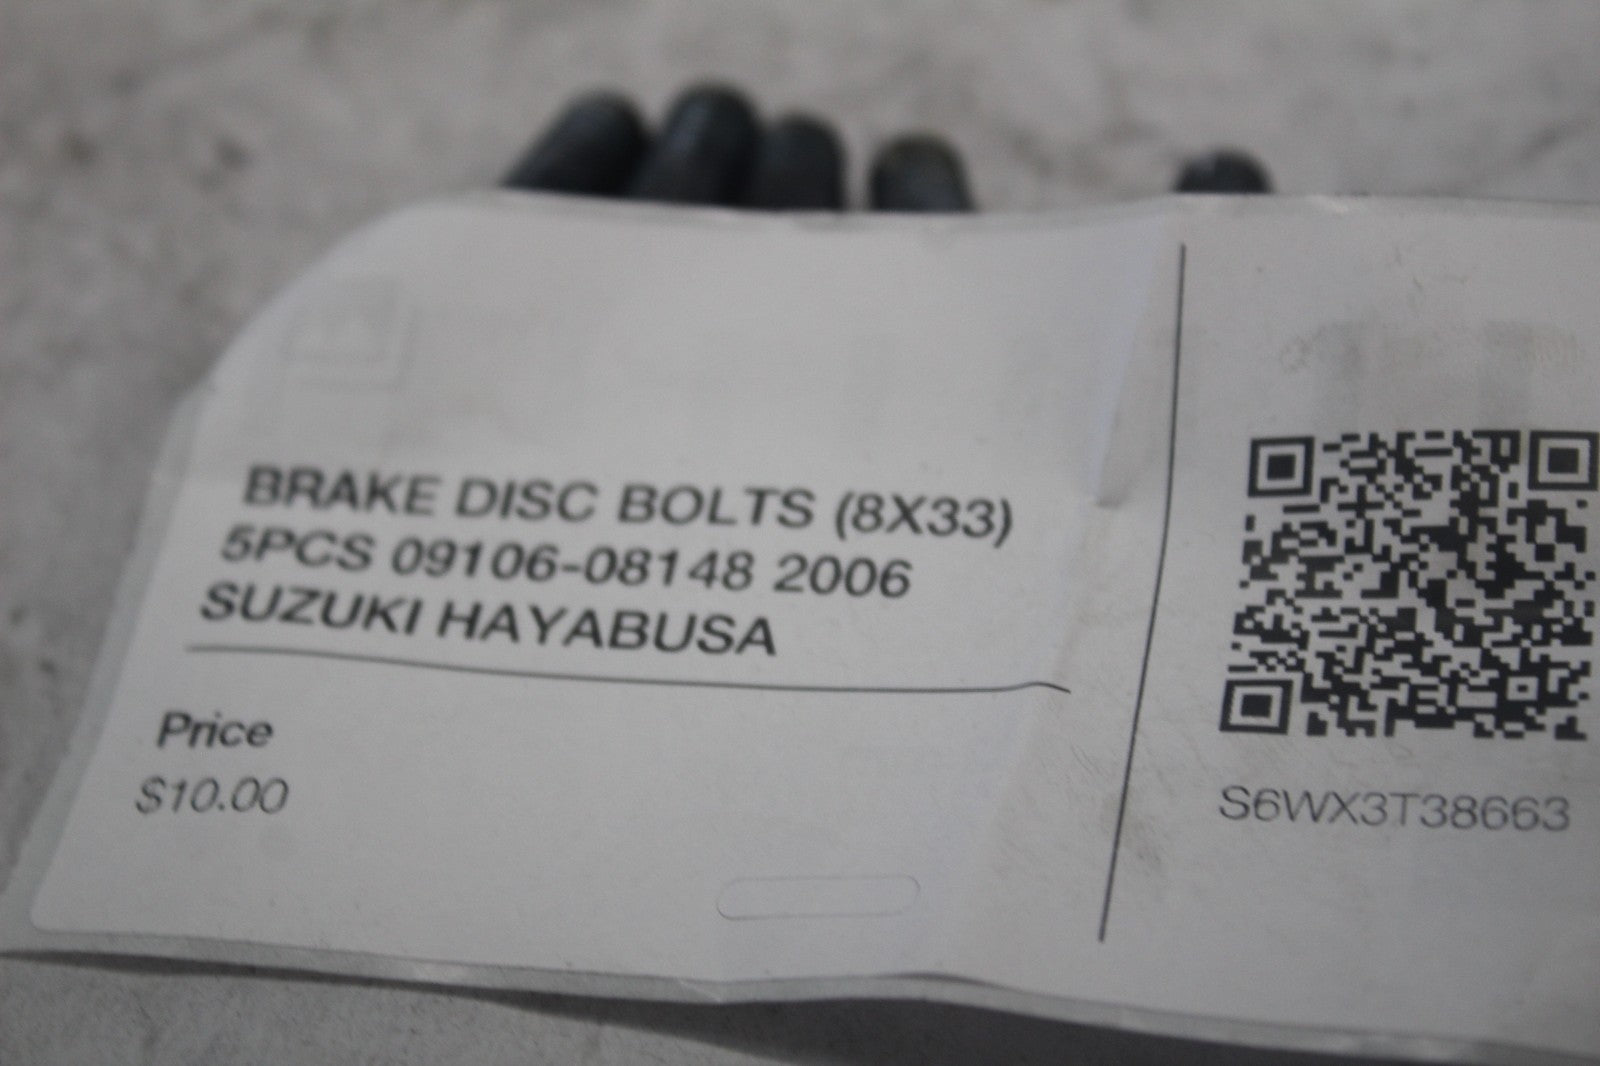 BRAKE DISC BOLTS (8X33)
5PCS 09106-08148 2006
SUZUKI HAYABUSA
Price
$10.00
S6WX3T38663